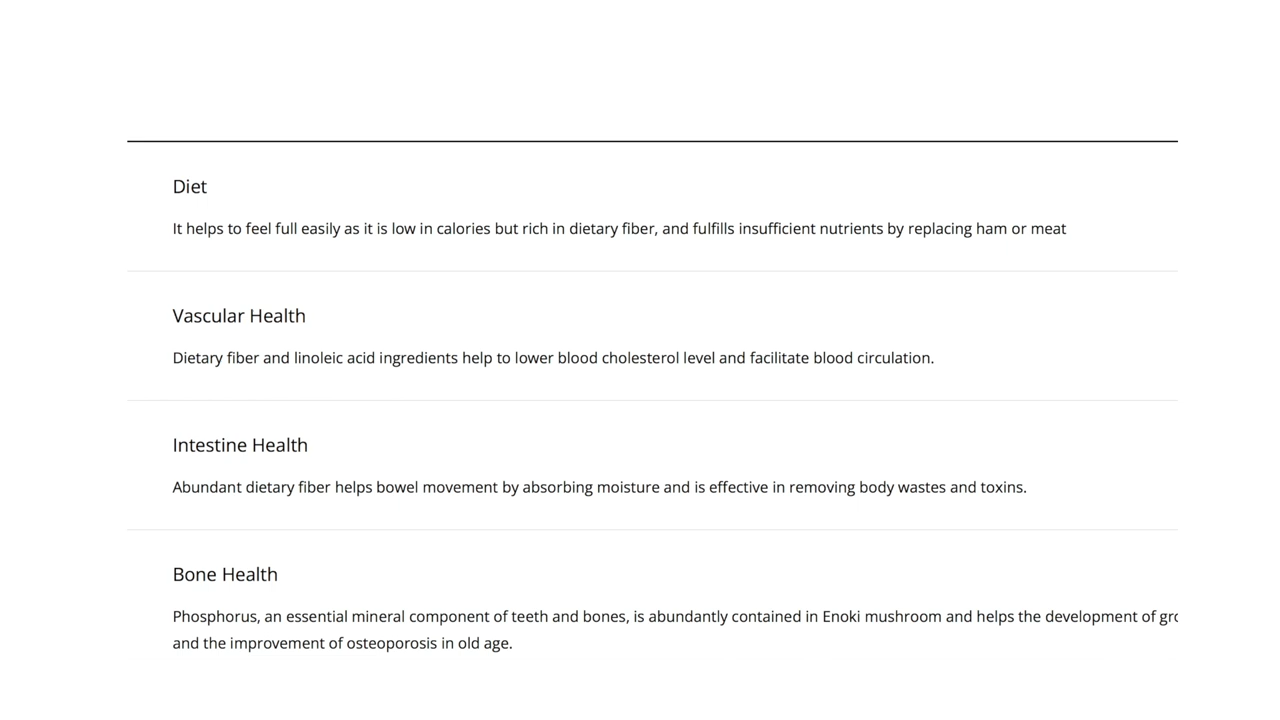 Diet
It helps to feel full easily as it is low in calories but rich in dietary fiber, and fulfills insufficient nutrients by replacing ham or meat
Vascular Health
Dietary fiber and linoleic acid ingredients help to lower blood cholesterol level and facilitate blood circulation.
Intestine Health
Abundant dietary fiber helps bowel movement by absorbing moisture and is effective in removing body wastes and toxins.
Bone Health
Phosphorus, an essential mineral component of teeth and bones, is abundantly contained in Enoki mushroom and helps the development of
and the improvement of osteoporosis in old age.